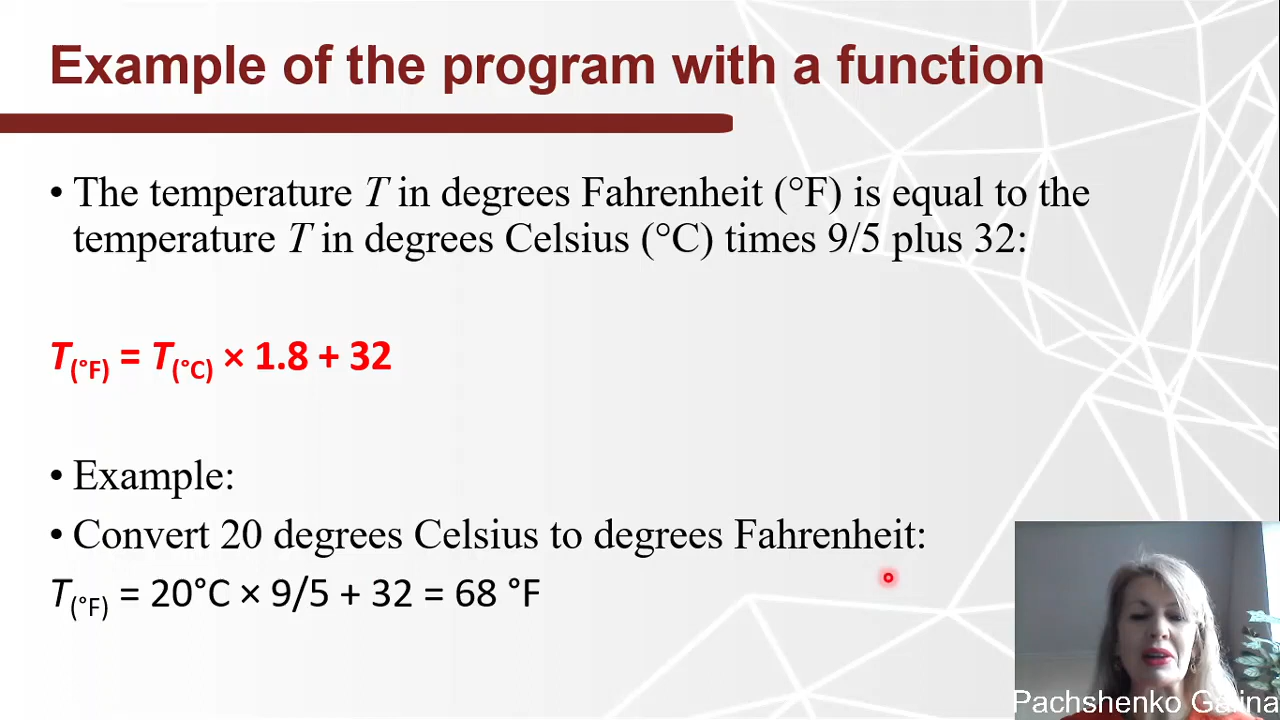 Example of the program with a function
• The temperature T in degrees Fahrenheit (°F) is equal to the
temperature T in degrees Celsius (°C) times 9/5 plus 32:
T(°F) = T(°C) × 1.8 + 32
• Example:
• Convert 20 degrees Celsius to degrees Fahrenheit:
T(°F) = 20°C × 9/5 + 32 = 68 °F
Pachshenko Galina